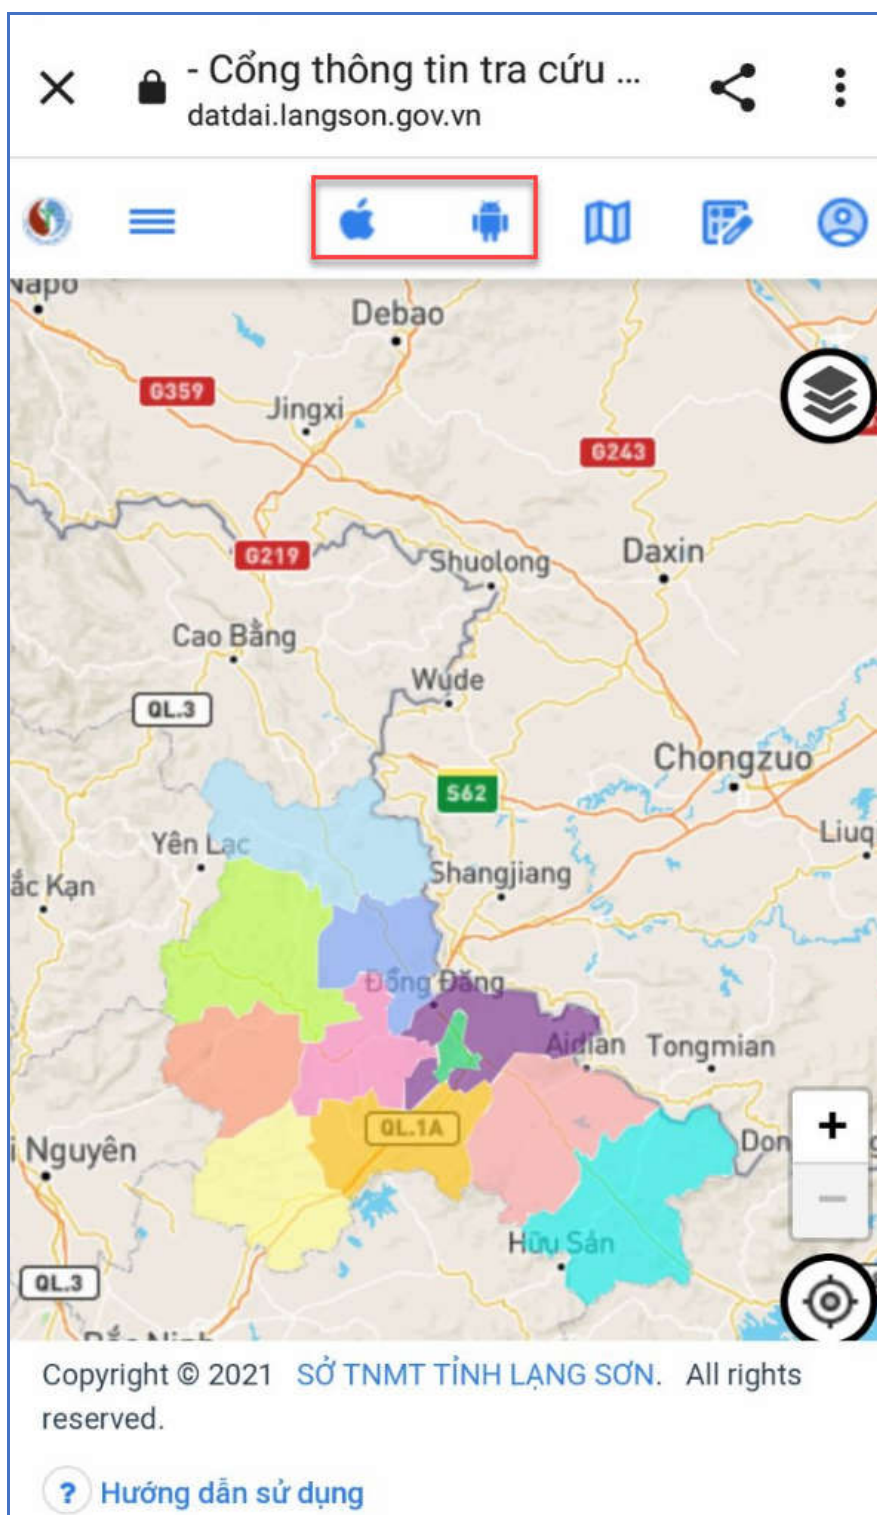 - Cổng thông tin tra cứu ...
datdai.langson.gov.vn
Napo
Debao
G359
Jingxi
G243
G219
Shuolong
Daxin
Cao Bằng
Wude
QL.3
Chongzuo
S62
Yên Lạc
Liuq
Shangjiang
ắc Kạn
Đồng Đăng
Aidian
Tongmian
QL.1A
+
Don
i Nguyên
−
Hữu Sản
QL.3
Bắc Ninh
Copyright © 2021 SỞ TNMT TỈNH LẠNG SƠN. All rights
reserved.
? Hướng dẫn sử dụng